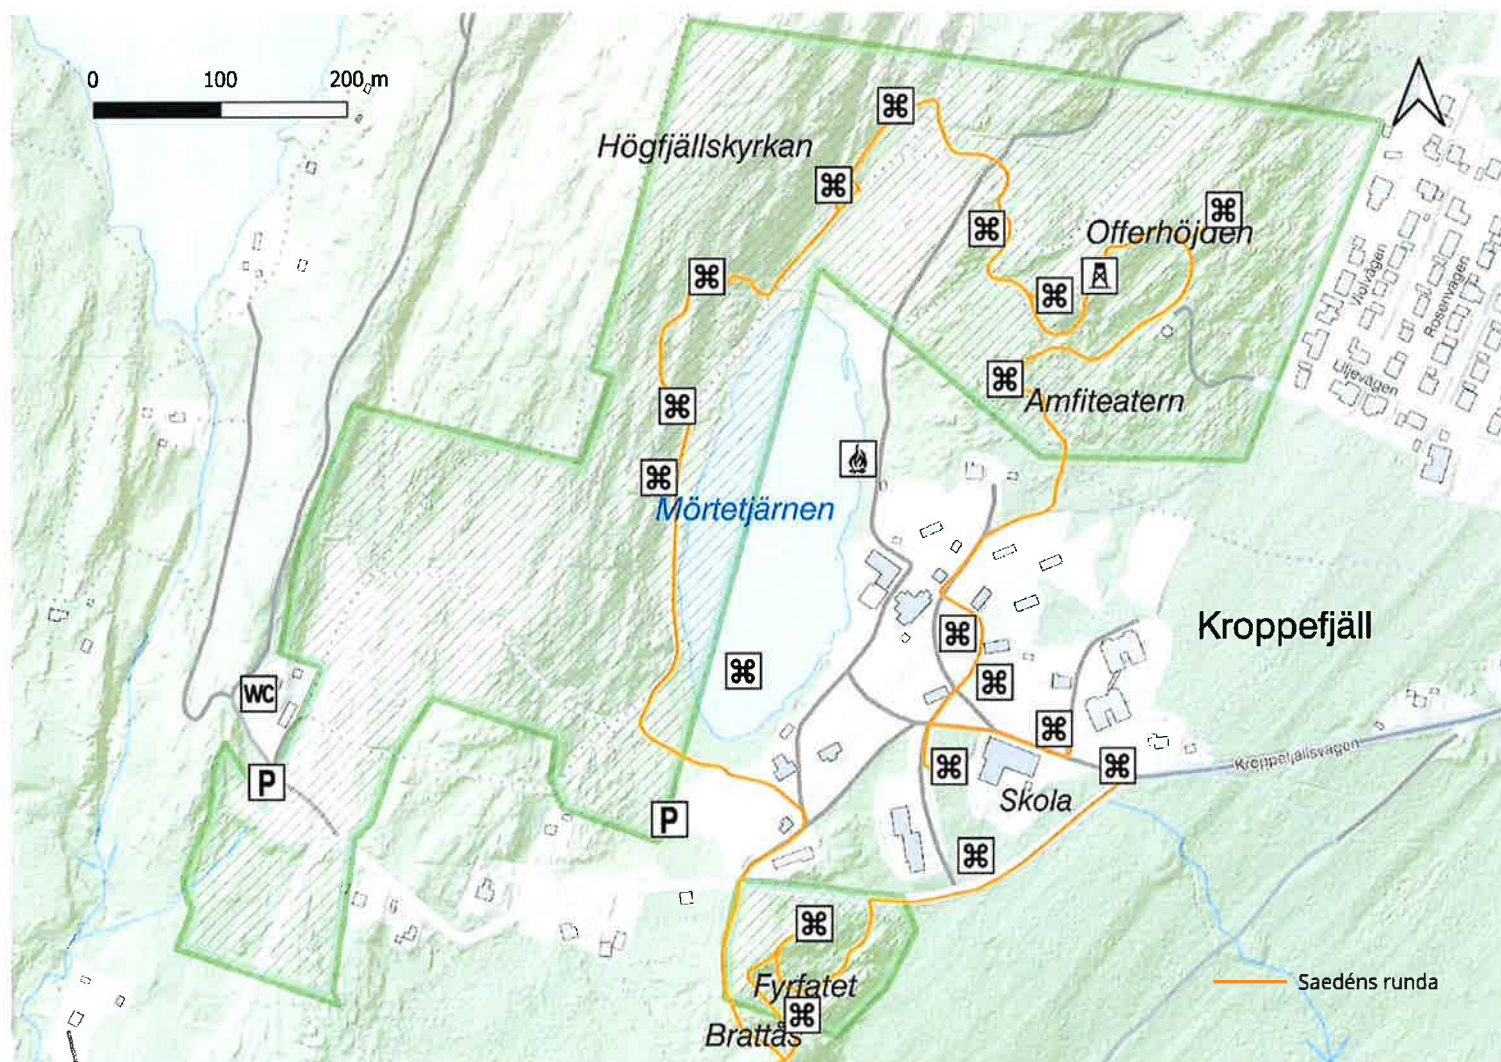 0 100 200 m
Högfjällskyrkan
Offerhöjden
Violvägen
Rosenvägen
Liljevägen
Amfiteatern
Mörtetjärnen
Kroppefjäll
WC
P
Kroppefjällsvägen
Skola
P
Saedéns runda
Fyrfatet
Brattås